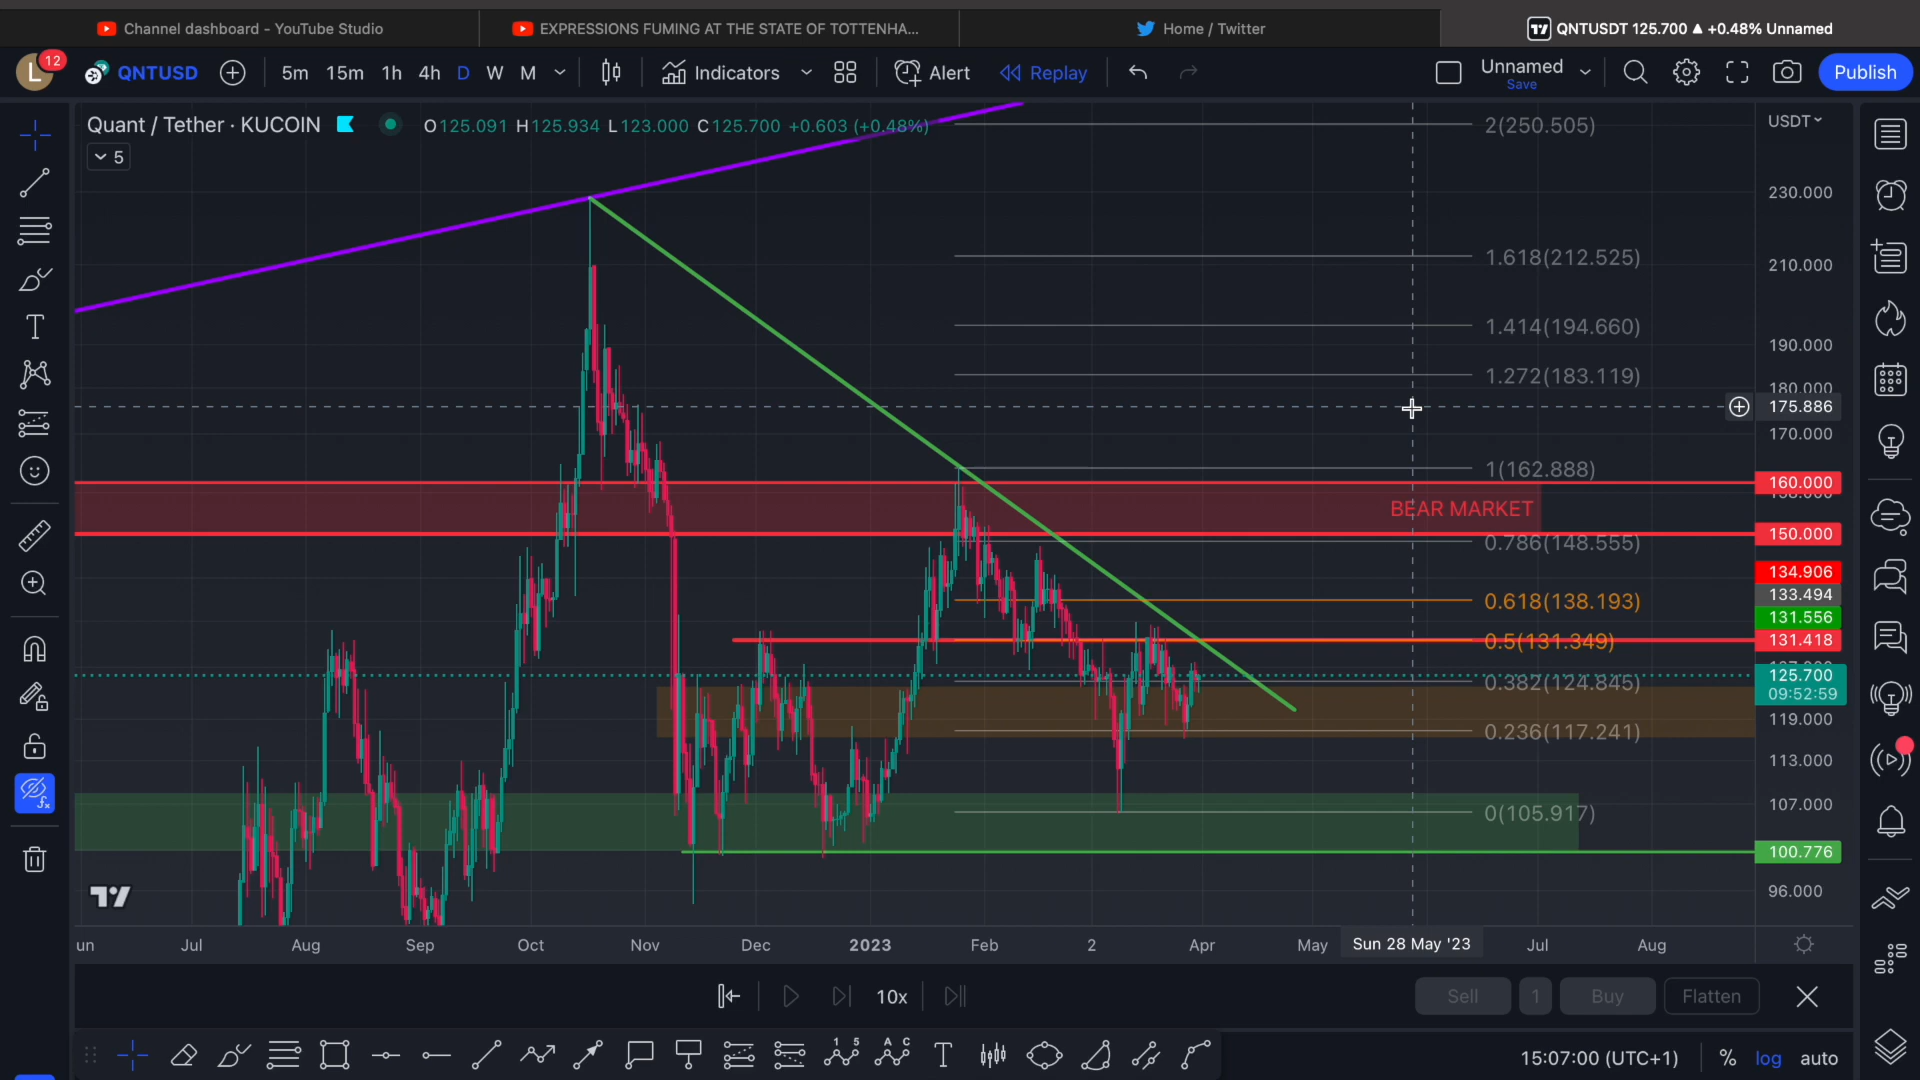 Channel dashboard - YouTube Studio
EXPRESSIONS FUMING AT THE STATE OF TOTTENHA...
Home / Twitter
QNTUSDT 125.700 ▲ +0.48% Unnamed
L
12
QNTUSD
5m 15m 1h 4h D W M
Indicators
Alert
Replay
Unnamed
Save
Publish
Quant / Tether · KUCOIN
O125.091 H125.934 L123.000 C125.700 +0.603 (+0.48%)
5
USDT
2(250.505)
230.000
1.618(212.525)
210.000
1.414(194.660)
190.000
1.272(183.119)
180.000
175.886
170.000
1(162.888)
160.000
BEAR MARKET
150.000
0.786(148.555)
134.906
133.494
0.618(138.193)
131.556
0.5(131.349)
131.418
125.700
0.382(124.845)
09:52:59
119.000
0.236(117.241)
113.000
107.000
0(105.917)
100.776
96.000
un Jul Aug Sep Oct Nov Dec 2023 Feb 2 Apr May Sun 28 May '23 Jul Aug
10x
Sell
1
Buy
Flatten
15:07:00 (UTC+1)
%
log
auto